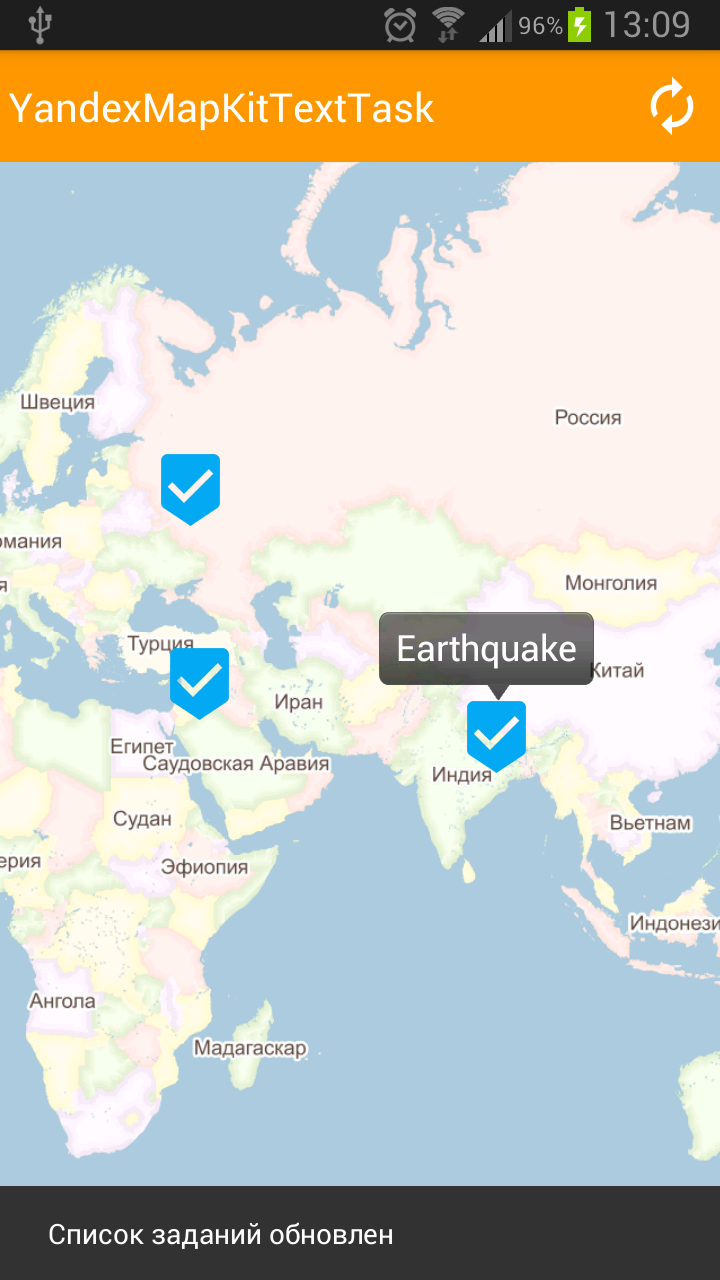 96% 13:09
YandexMapKitTextTask
Швеция
Россия
мания
я
Монголия
Турция
Earthquake
Китай
Иран
Египет
Саудовская Аравия
Индия
Судан
Вьетнам
ерия
Эфиопия
Индонези
Ангола
Мадагаскар
Список заданий обновлен